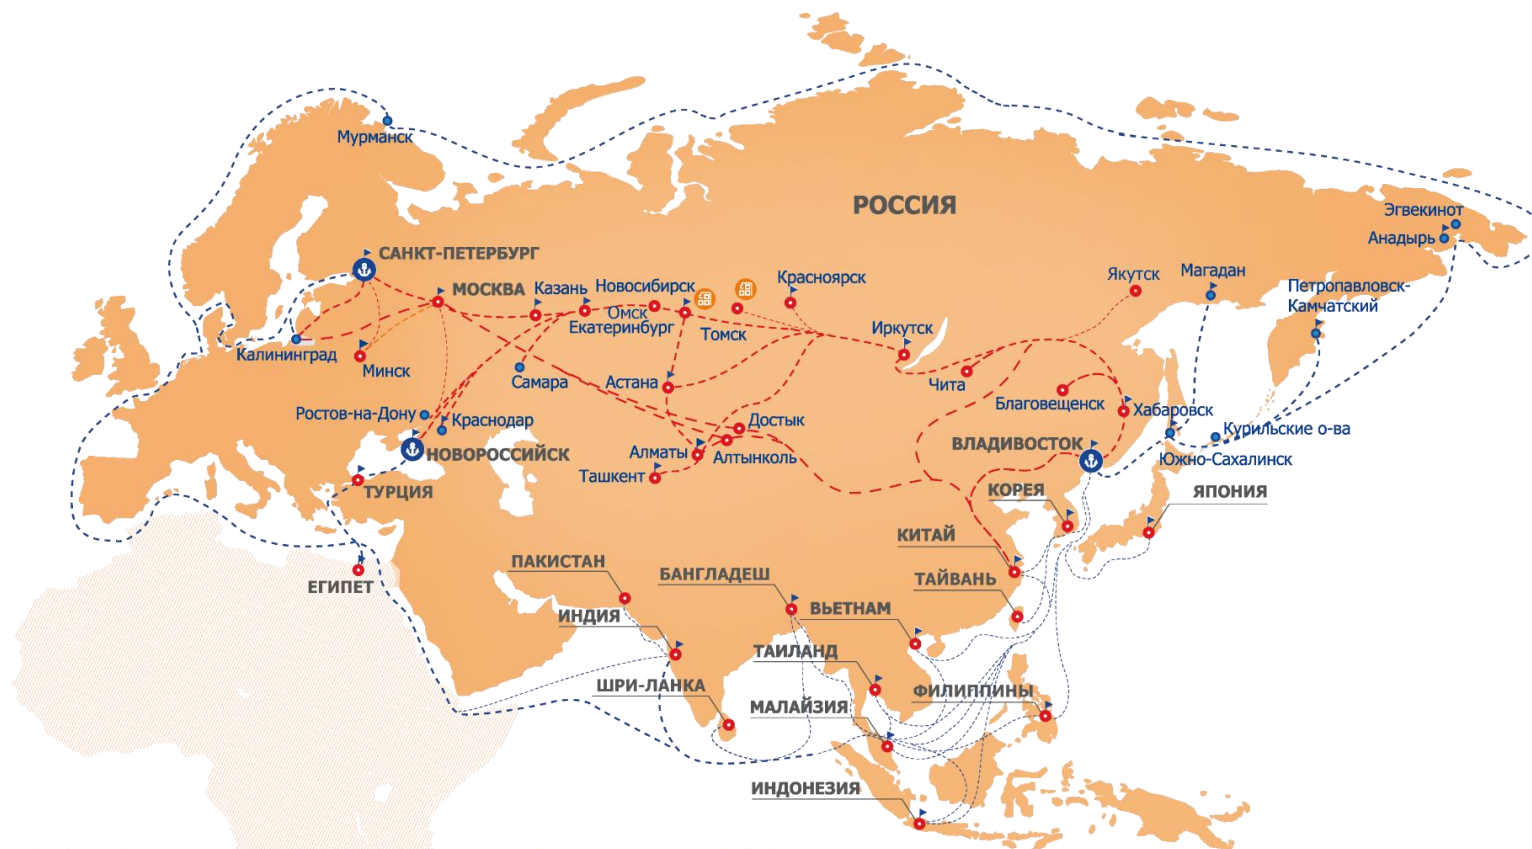 Мурманск
РОССИЯ
Эгвекинот
Анадырь
САНКТ-ПЕТЕРБУРГ
МОСКВА
Казань
Новосибирск
Красноярск
Якутск
Магадан
Петропавловск-
Камчатский
Омск
Екатеринбург
Томск
Иркутск
Калининград
Минск
Самара
Астана
Чита
Благовещенск
Хабаровск
Ростов-на-Дону
Краснодар
Достык
Курильские о-ва
НОВОРОССИЙСК
Алматы
Алтынколь
ВЛАДИВОСТОК
Южно-Сахалинск
Ташкент
ТУРЦИЯ
КОРЕЯ
ЯПОНИЯ
КИТАЙ
ПАКИСТАН
БАНГЛАДЕШ
ТАЙВАНЬ
ЕГИПЕТ
ИНДИЯ
ВЬЕТНАМ
ТАИЛАНД
ШРИ-ЛАНКА
ФИЛИППИНЫ
МАЛАЙЗИЯ
ИНДОНЕЗИЯ